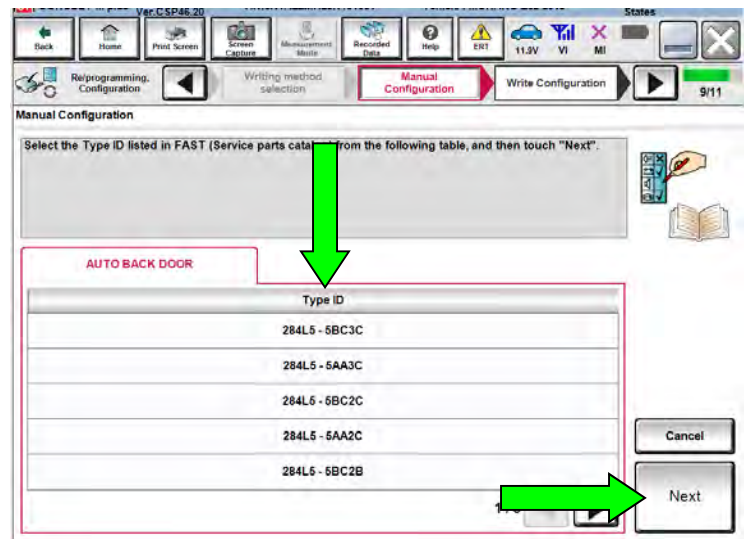 Ver.CSP46.20
States
Back
Home
Print Screen
Screen Capture
Measurement Mode
Recorded Data
Help
ERT
11.9V
VI
MI
Re/programming, Configuration
Writing method selection
Manual Configuration
Write Configuration
9/11
Manual Configuration
Select the Type ID listed in FAST (Service parts from the following table, and then touch "Next".
AUTO BACK DOOR
Type ID
284L5 - 5BC3C
284L5 - 5AA3C
284L5 - 5BC2C
284L5 - 5AA2C
284L5 - 5BC2B
Cancel
Next